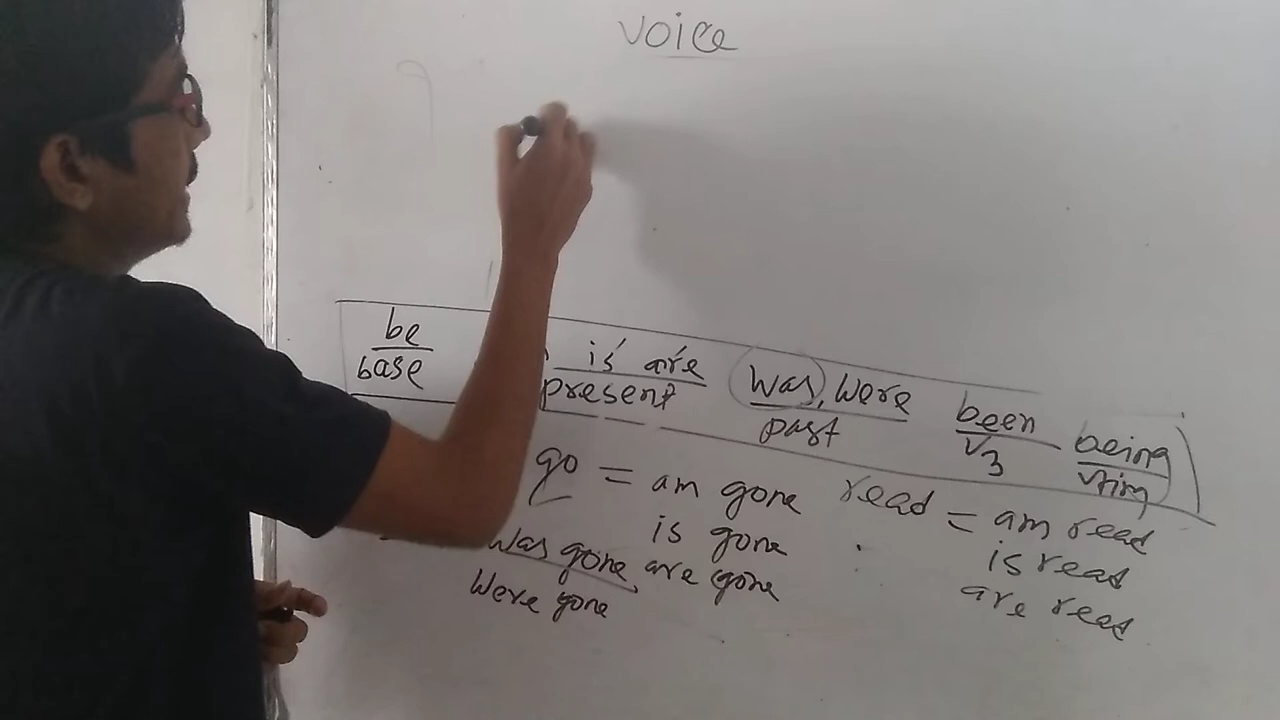 voice
be is are was, were been being
base present past v3 v+ing
go = am gone read = am read
is gone is read
was gone, are gone are read
were gone